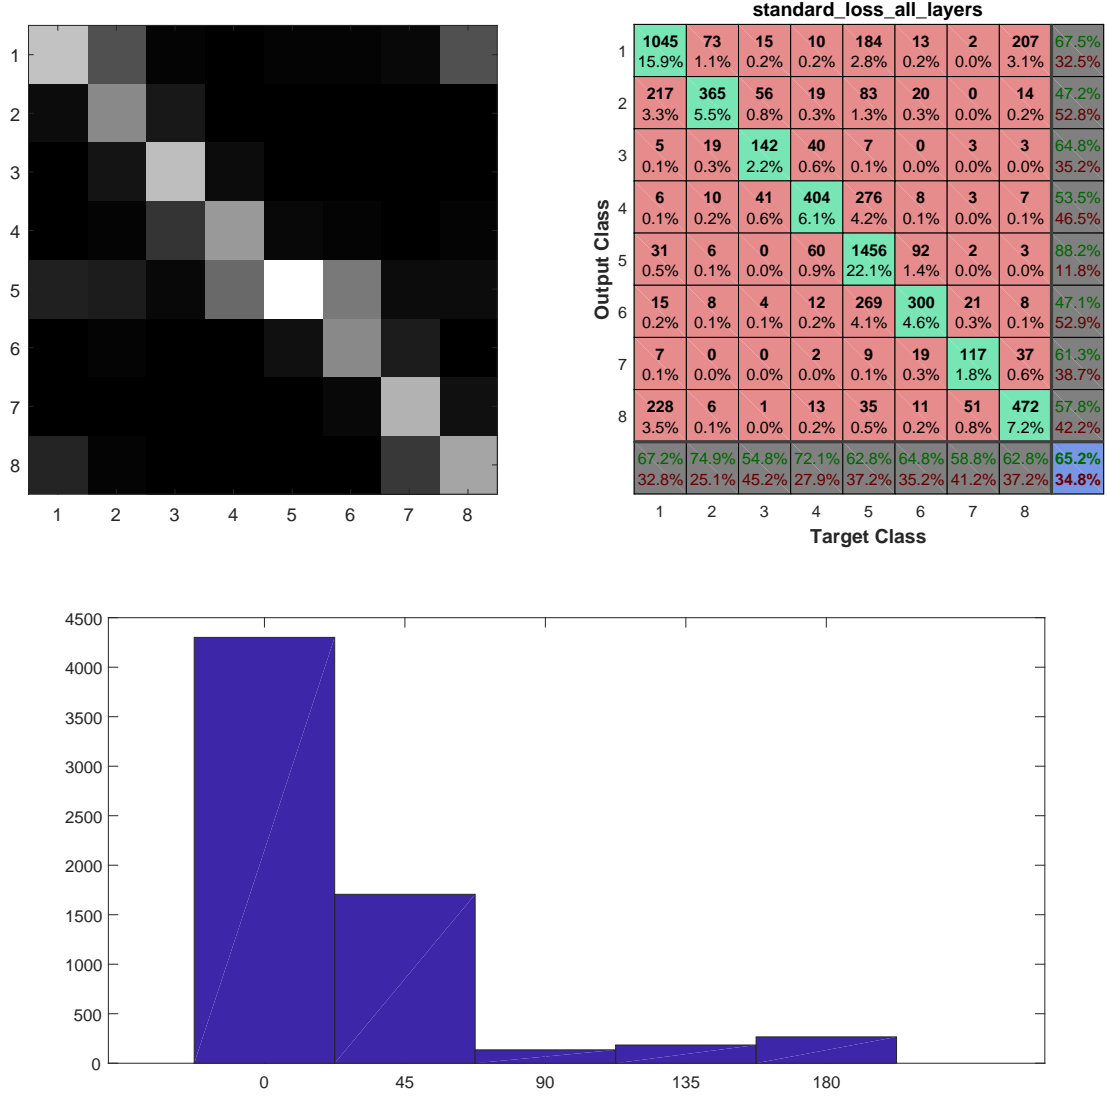 standard_loss_all_layers
1 1045 73 15 10 184 13 2 207 67.5%
15.9% 1.1% 0.2% 0.2% 2.8% 0.2% 0.0% 3.1% 32.5%
2 217 365 56 19 83 20 0 14 47.2%
3.3% 5.5% 0.8% 0.3% 1.3% 0.3% 0.0% 0.2% 52.8%
3 5 19 142 40 7 0 3 3 64.8%
0.1% 0.3% 2.2% 0.6% 0.1% 0.0% 0.0% 0.0% 35.2%
4 6 10 41 404 276 8 3 7 53.5%
0.1% 0.2% 0.6% 6.1% 4.2% 0.1% 0.0% 0.1% 46.5%
5 31 6 0 60 1456 92 2 3 88.2%
0.5% 0.1% 0.0% 0.9% 22.1% 1.4% 0.0% 0.0% 11.8%
6 15 8 4 12 269 300 21 8 47.1%
0.2% 0.1% 0.1% 0.2% 4.1% 4.6% 0.3% 0.1% 52.9%
7 7 0 0 2 9 19 117 37 61.3%
0.1% 0.0% 0.0% 0.0% 0.1% 0.3% 1.8% 0.6% 38.7%
8 228 6 1 13 35 11 51 472 57.8%
3.5% 0.1% 0.0% 0.2% 0.5% 0.2% 0.8% 7.2% 42.2%
67.2% 74.9% 54.8% 72.1% 62.8% 64.8% 58.8% 62.8% 65.2%
32.8% 25.1% 45.2% 27.9% 37.2% 35.2% 41.2% 37.2% 34.8%
1 2 3 4 5 6 7 8
Target Class
Output Class
1
2
3
4
5
6
7
8
1 2 3 4 5 6 7 8
4500
4000
3500
3000
2500
2000
1500
1000
500
0
0 45 90 135 180